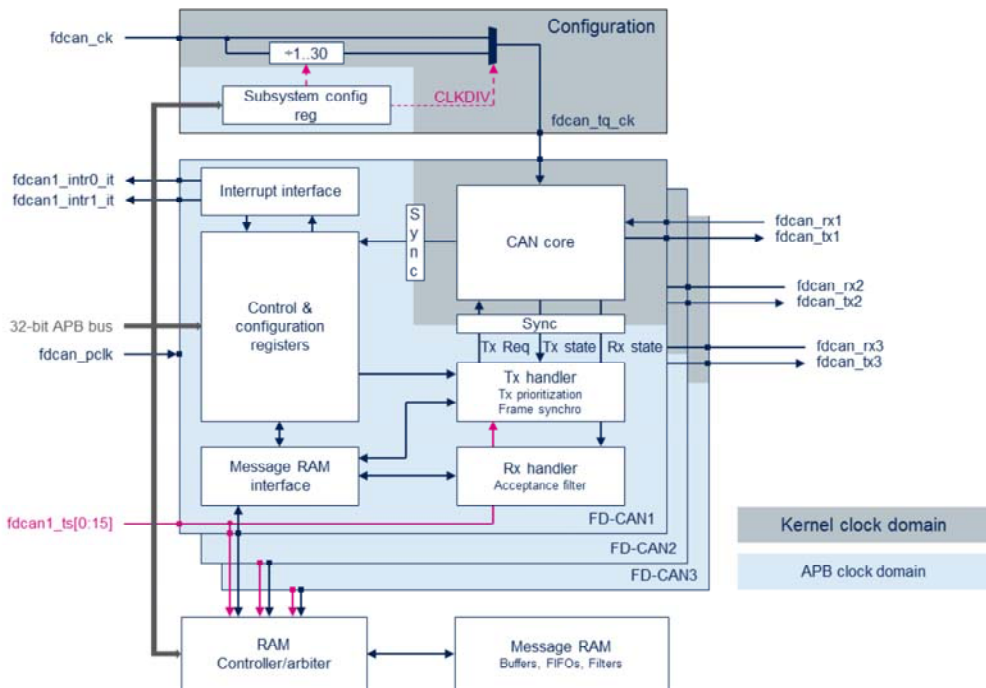 Configuration
fdcan_ck
÷1..30
Subsystem config
reg
CLKDIV
fdcan_tq_ck
fdcan1_intr0_it
fdcan1_intr1_it
Interrupt interface
Sync
CAN core
fdcan_rx1
fdcan_tx1
fdcan_rx2
fdcan_tx2
Control &
configuration
registers
32-bit APB bus
fdcan_pclk
Sync
Tx Req
Tx state
Rx state
fdcan_rx3
fdcan_tx3
Tx handler
Tx prioritization
Frame synchro
Message RAM
interface
Rx handler
Acceptance filter
fdcan1_ts[0:15]
FD-CAN1
FD-CAN2
FD-CAN3
Kernel clock domain
APB clock domain
RAM
Controller/arbiter
Message RAM
Buffers, FIFOs, Filters